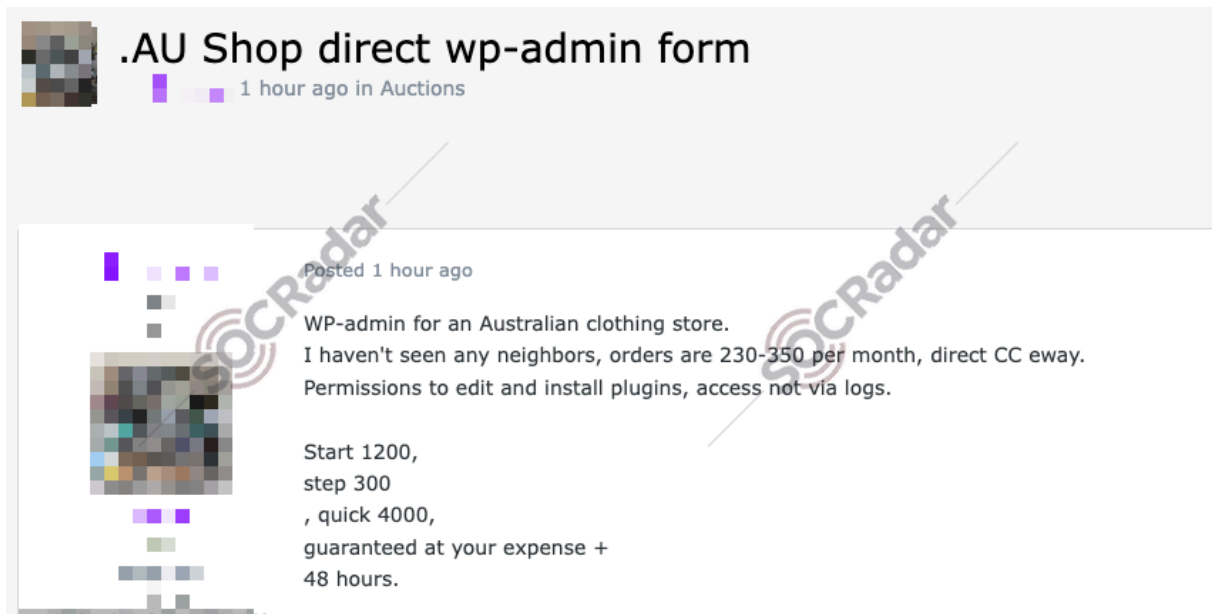 .AU Shop direct wp-admin form
1 hour ago in Auctions
Posted 1 hour ago
WP-admin for an Australian clothing store.
I haven't seen any neighbors, orders are 230-350 per month, direct CC eway.
Permissions to edit and install plugins, access not via logs.
Start 1200,
step 300
, quick 4000,
guaranteed at your expense +
48 hours.
SOCRadar
SOCRadar